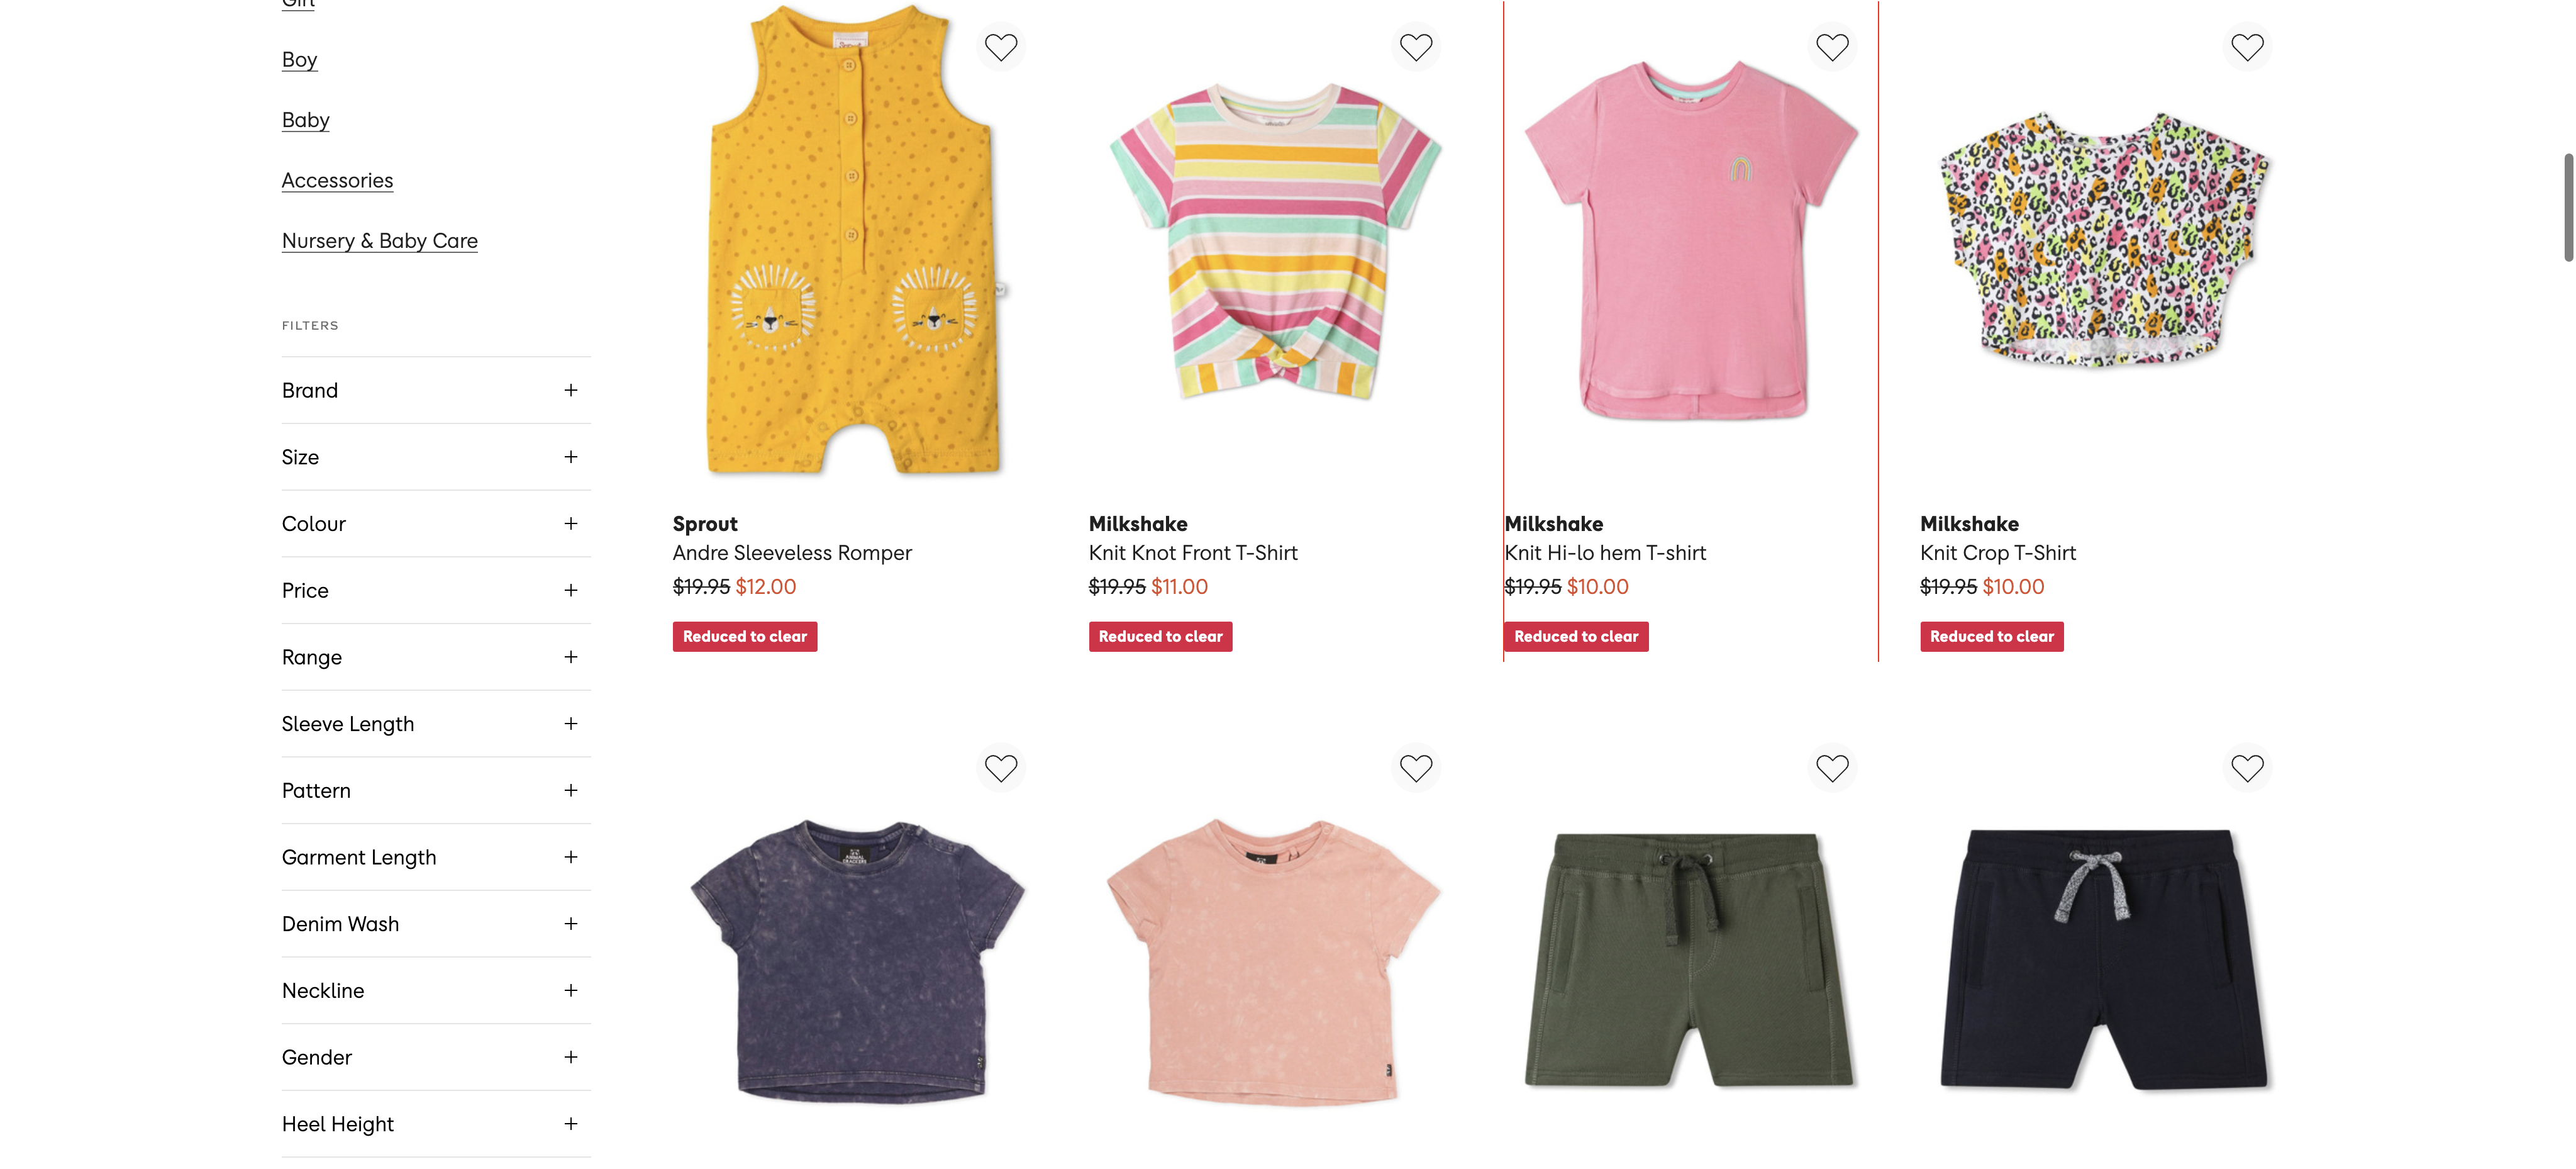 Girl
Boy
Baby
Accessories
Nursery & Baby Care
FILTERS
Brand
Size
Colour
Price
Range
Sleeve Length
Pattern
Garment Length
Denim Wash
Neckline
Gender
Heel Height
Sprout
Andre Sleeveless Romper
$19.95 $12.00
Reduced to clear
Milkshake
Knit Knot Front T-Shirt
$19.95 $11.00
Reduced to clear
Milkshake
Knit Hi-lo hem T-shirt
$19.95 $10.00
Reduced to clear
Milkshake
Knit Crop T-Shirt
$19.95 $10.00
Reduced to clear